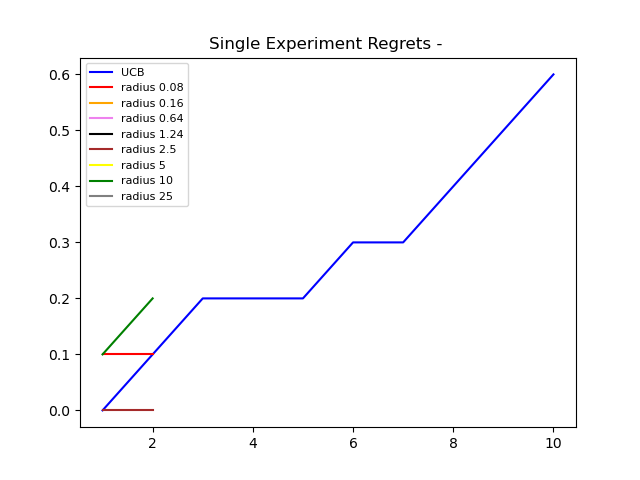 Single Experiment Regrets -
UCB
radius 0.08
radius 0.16
radius 0.64
radius 1.24
radius 2.5
radius 5
radius 10
radius 25
0.6
0.5
0.4
0.3
0.2
0.1
0.0
2 4 6 8 10